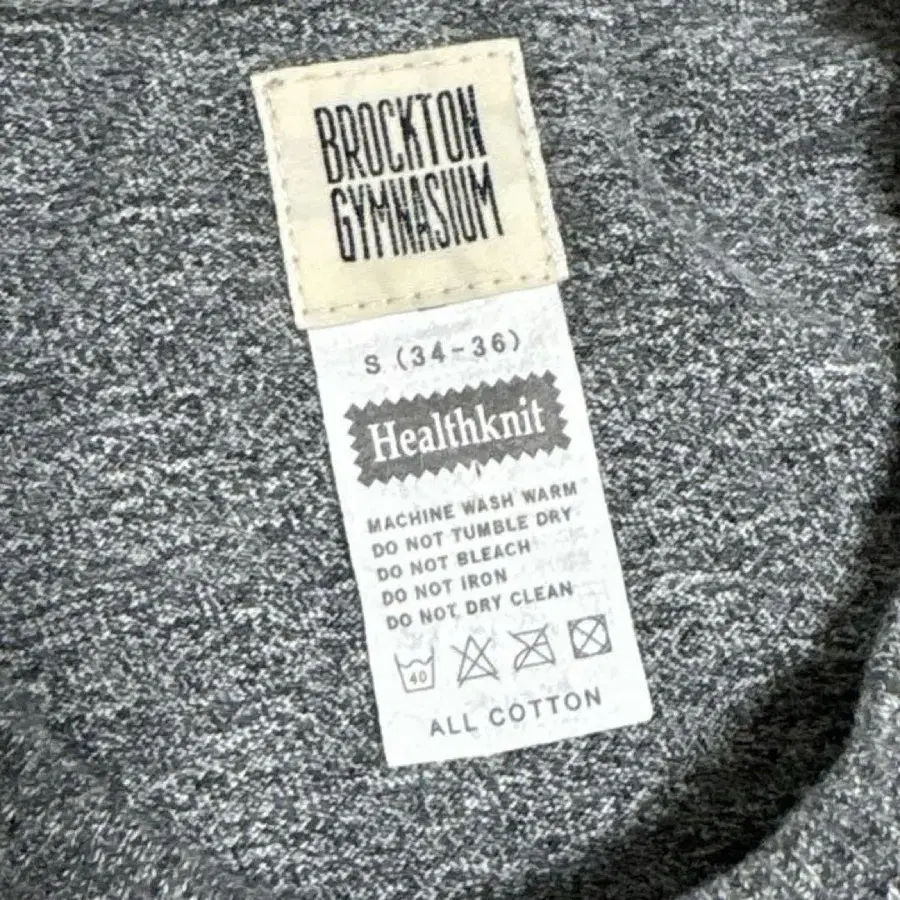 BROCKTON
GYMNASIUM
S (34-36)
Healthknit
MACHINE WASH WARM
DO NOT TUMBLE DRY
DO NOT BLEACH
DO NOT IRON
DO NOT DRY CLEAN
40
ALL COTTON